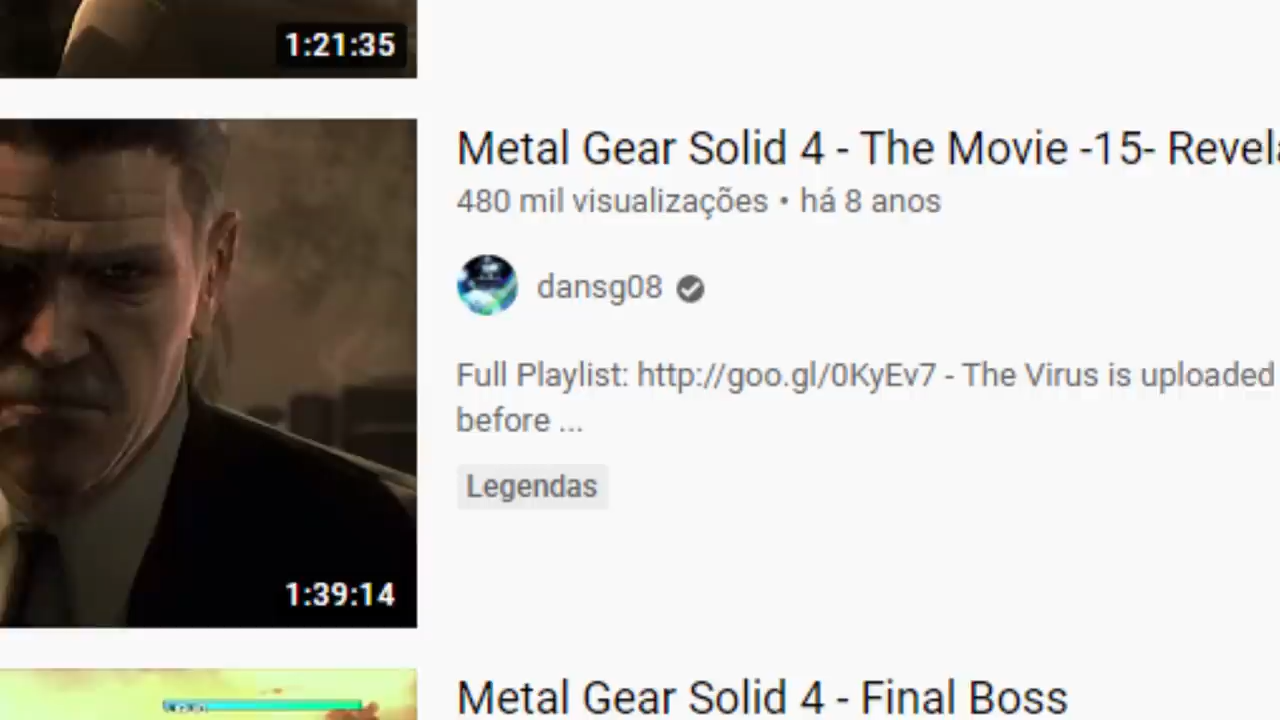 1:21:35
Metal Gear Solid 4 - The Movie -15- Revela
480 mil visualizações • há 8 anos
dansg08
Full Playlist: http://goo.gl/0KyEv7 - The Virus is uploaded
before ...
Legendas
1:39:14
Metal Gear Solid 4 - Final Boss